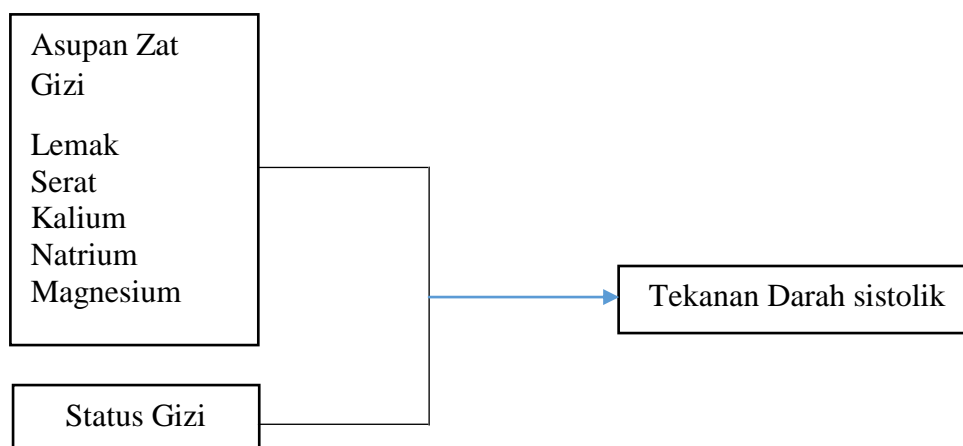 Asupan Zat
Gizi
Lemak
Serat
Kalium
Natrium
Magnesium
Tekanan Darah sistolik
Status Gizi